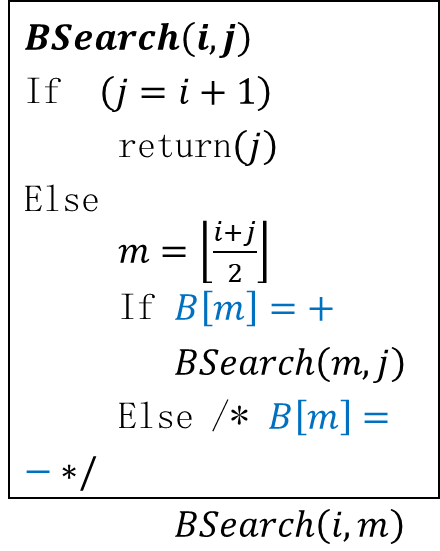 BSearch(i,j)
If (j = i + 1)
return(j)
Else
m = ⌊(i+j)/2⌋
If B[m] = +
BSearch(m,j)
Else /* B[m] =
− */
BSearch(i,m)